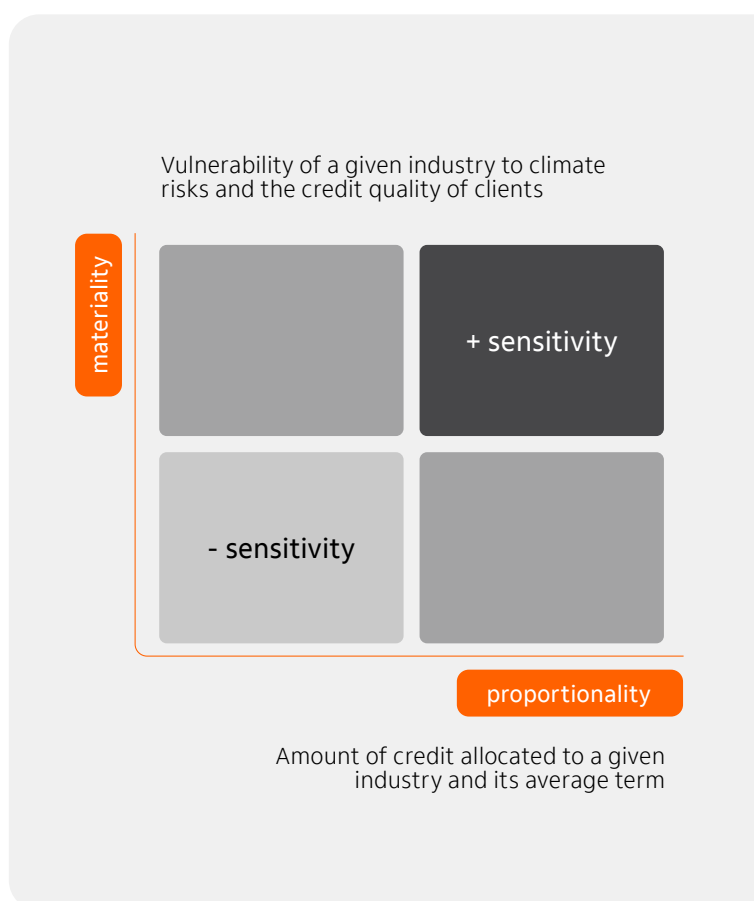 Vulnerability of a given industry to climate
risks and the credit quality of clients
materiality
+ sensitivity
- sensitivity
proportionality
Amount of credit allocated to a given
industry and its average term